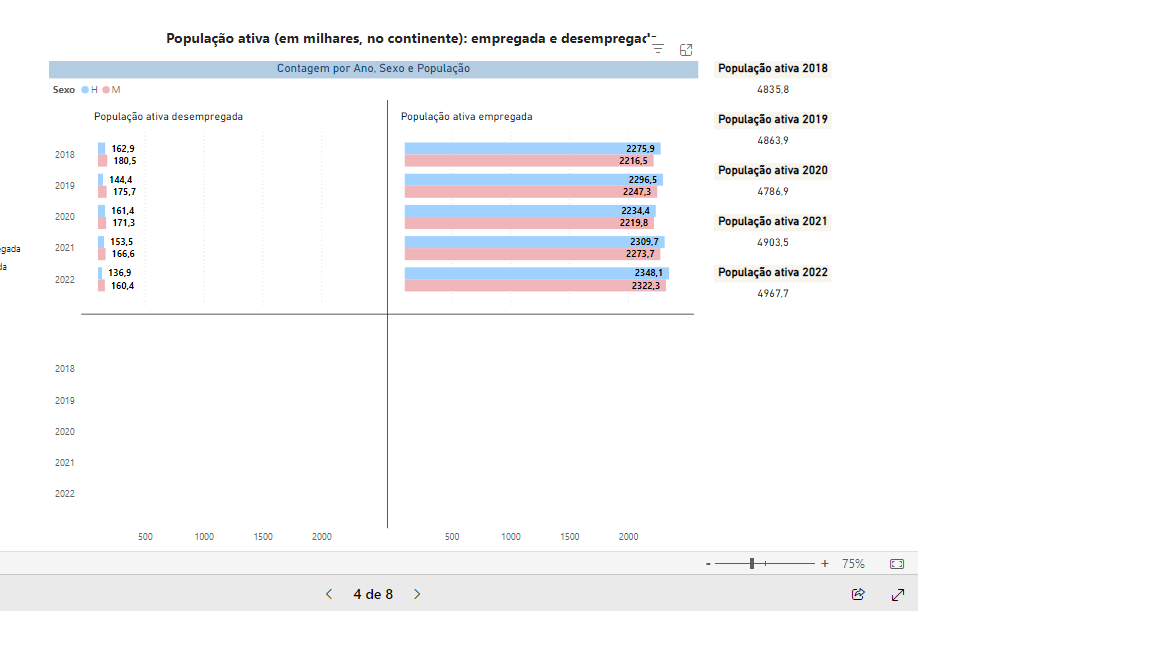 População ativa (em milhares, no continente): empregada e desempregad
Contagem por Ano, Sexo e População
Sexo H M
População ativa desempregada
População ativa empregada
2018
162,9
180,5
2275,9
2216,5
2019
144,4
175,7
2296,5
2247,3
2020
161,4
171,3
2234,4
2219,8
2021
153,5
166,6
2309,7
2273,7
2022
136,9
160,4
2348,1
2322,3
egada
da
População ativa 2018
4835,8
População ativa 2019
4863,9
População ativa 2020
4786,9
População ativa 2021
4903,5
População ativa 2022
4967,7
2018
2019
2020
2021
2022
500 1000 1500 2000
500 1000 1500 2000
- + 75%
4 de 8